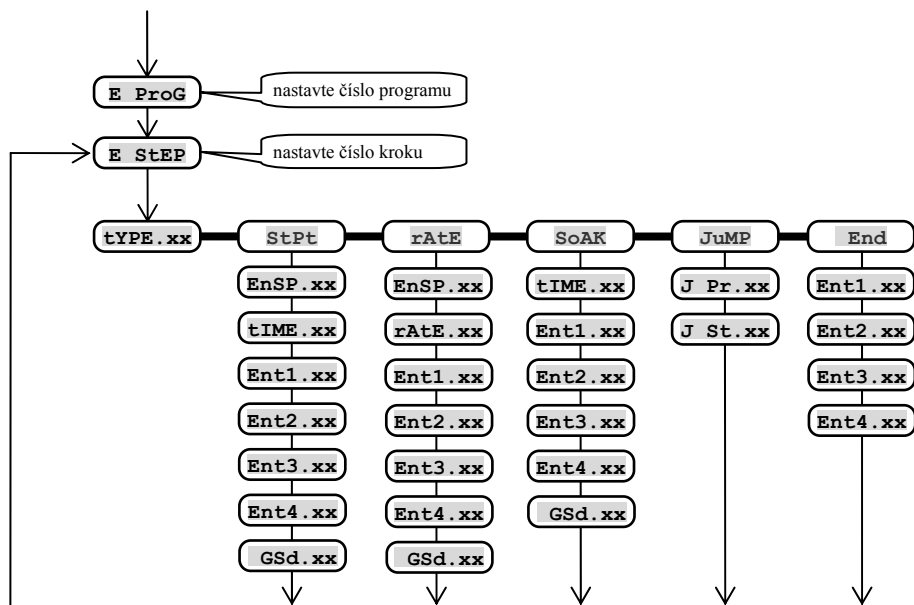 E ProG
nastavte číslo programu
E StEP
nastavte číslo kroku
tYPE.xx StPt rAtE SoAK JuMP End
EnSP.xx EnSP.xx tIME.xx J Pr.xx Ent1.xx
tIME.xx rAtE.xx Ent1.xx J St.xx Ent2.xx
Ent1.xx Ent1.xx Ent2.xx Ent3.xx
Ent2.xx Ent2.xx Ent3.xx Ent4.xx
Ent3.xx Ent3.xx Ent4.xx
Ent4.xx Ent4.xx GSd.xx
GSd.xx GSd.xx